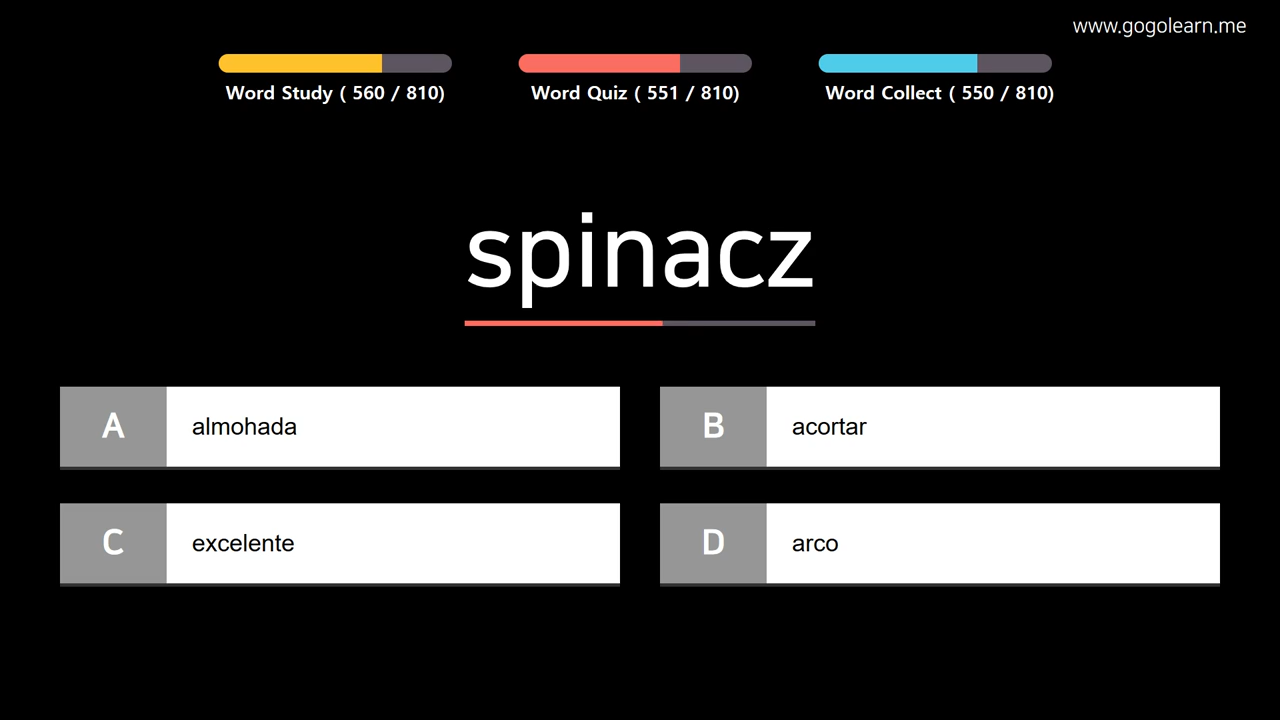 www.gogolearn.me
Word Study ( 560 / 810)
Word Quiz ( 551 / 810)
Word Collect ( 550 / 810)
spinacz
A almohada
B acortar
C excelente
D arco